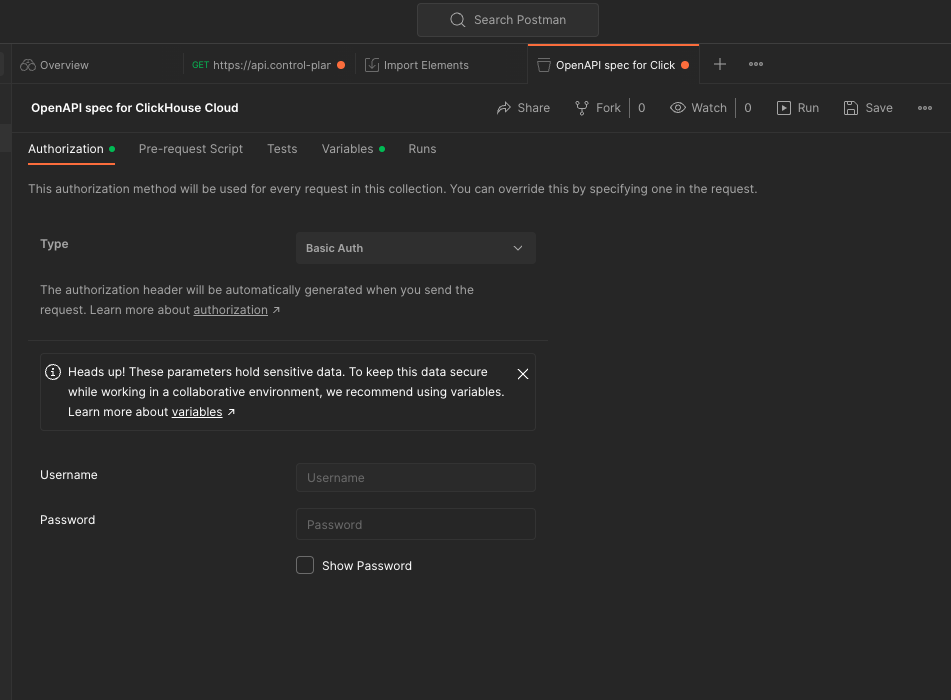 Search Postman
Overview
GET https://api.control-plar
Import Elements
OpenAPI spec for Click
OpenAPI spec for ClickHouse Cloud
Share
Fork 0
Watch 0
Run
Save
Authorization
Pre-request Script
Tests
Variables
Runs
This authorization method will be used for every request in this collection. You can override this by specifying one in the request.
Type
Basic Auth
The authorization header will be automatically generated when you send the
request. Learn more about authorization ↗
Heads up! These parameters hold sensitive data. To keep this data secure
while working in a collaborative environment, we recommend using variables.
Learn more about variables ↗
Username
Username
Password
Password
Show Password